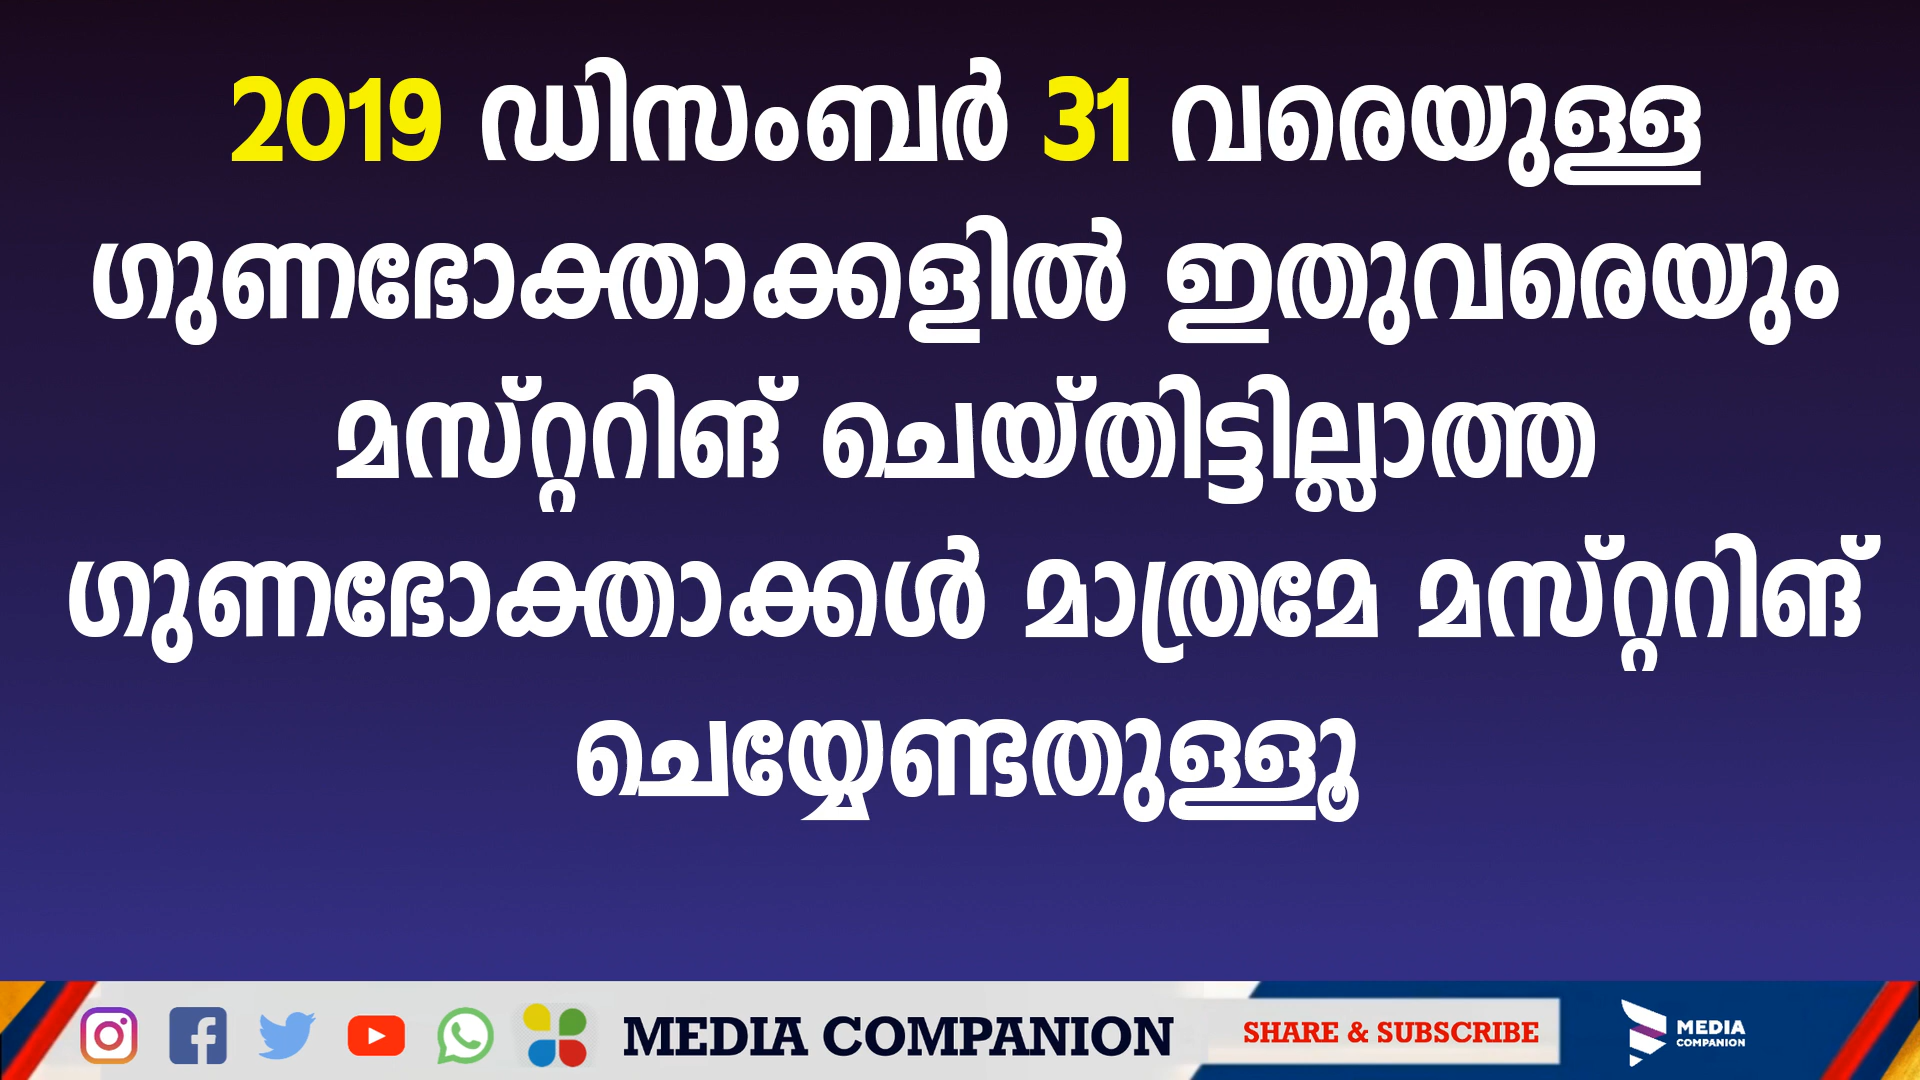 2019 ഡിസംബർ 31 വരെയുള്ള
ഗുണഭോക്താക്കളിൽ ഇതുവരെയും
മസ്റ്ററിങ് ചെയ്തിട്ടില്ലാത്ത
ഗുണഭോക്താക്കൾ മാത്രമേ മസ്റ്ററിങ്
ചെയ്യേണ്ടതുള്ളൂ
MEDIA COMPANION
SHARE & SUBSCRIBE
MEDIA
COMPANION